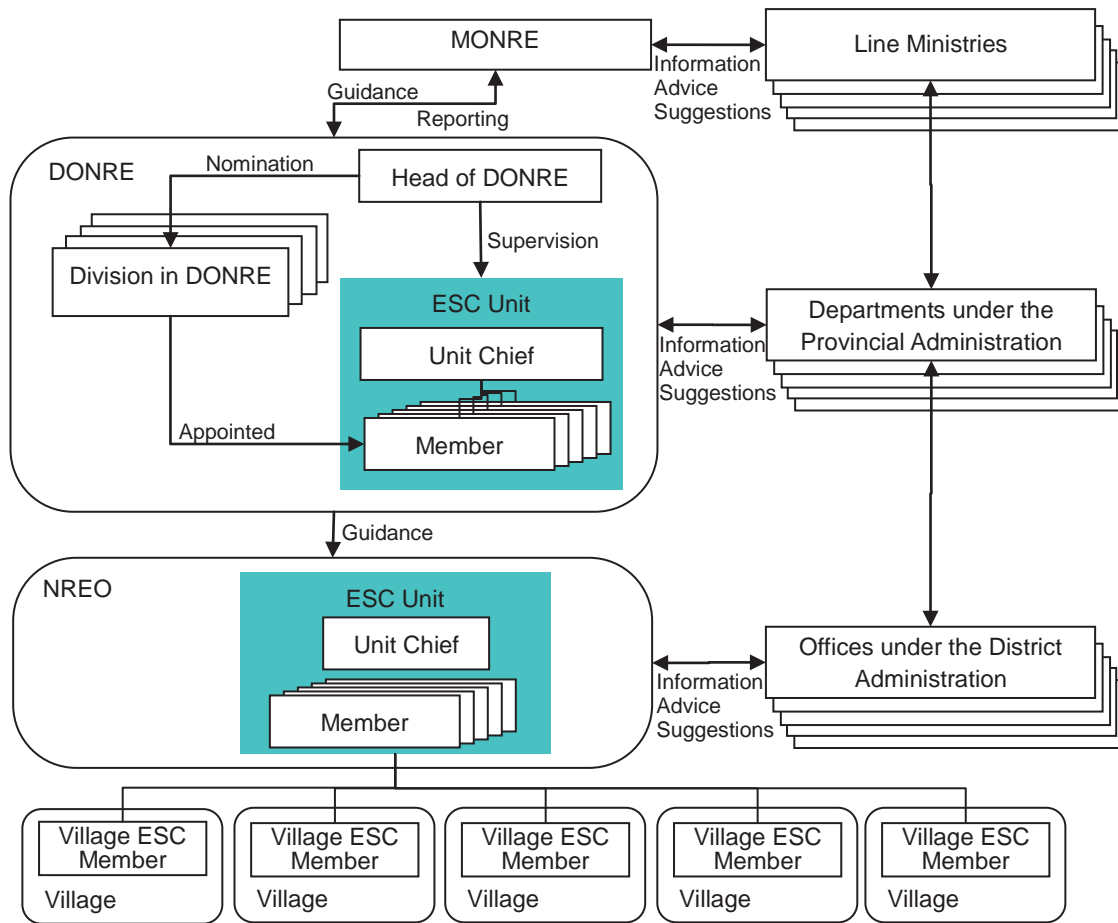 MONRE
Line Ministries
Information
Advice
Suggestions
Guidance
Reporting
DONRE
Nomination
Head of DONRE
Supervision
Division in DONRE
ESC Unit
Unit Chief
Appointed
Member
Information
Advice
Suggestions
Departments under the
Provincial Administration
Guidance
NREO
ESC Unit
Unit Chief
Member
Information
Advice
Suggestions
Offices under the District
Administration
Village ESC
Member
Village
Village ESC
Member
Village
Village ESC
Member
Village
Village ESC
Member
Village
Village ESC
Member
Village